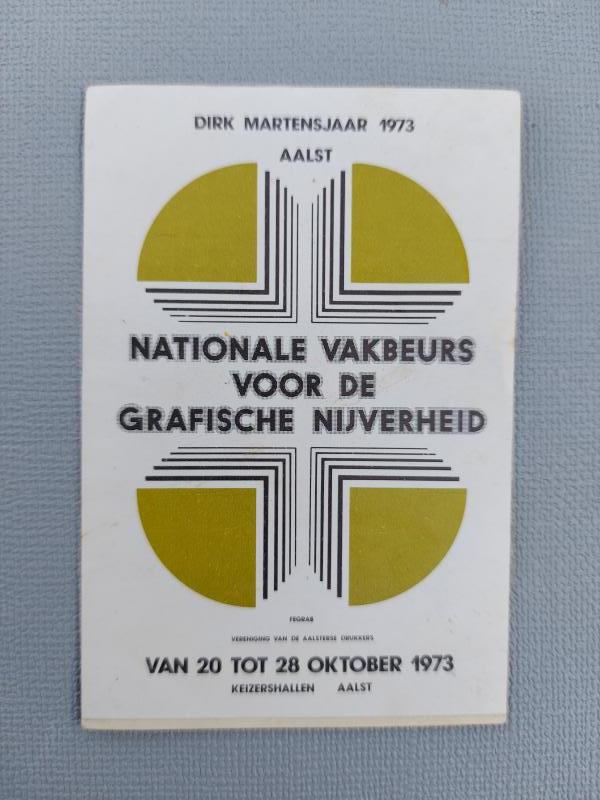 DIRK MARTENSJAAR 1973
AALST
NATIONALE VAKBEURS
VOOR DE
GRAFISCHE NIJVERHEID
FEGRAB
VERENIGING VAN DE AALSTERSE DRUKKERS
VAN 20 TOT 28 OKTOBER 1973
KEIZERSHALLEN AALST